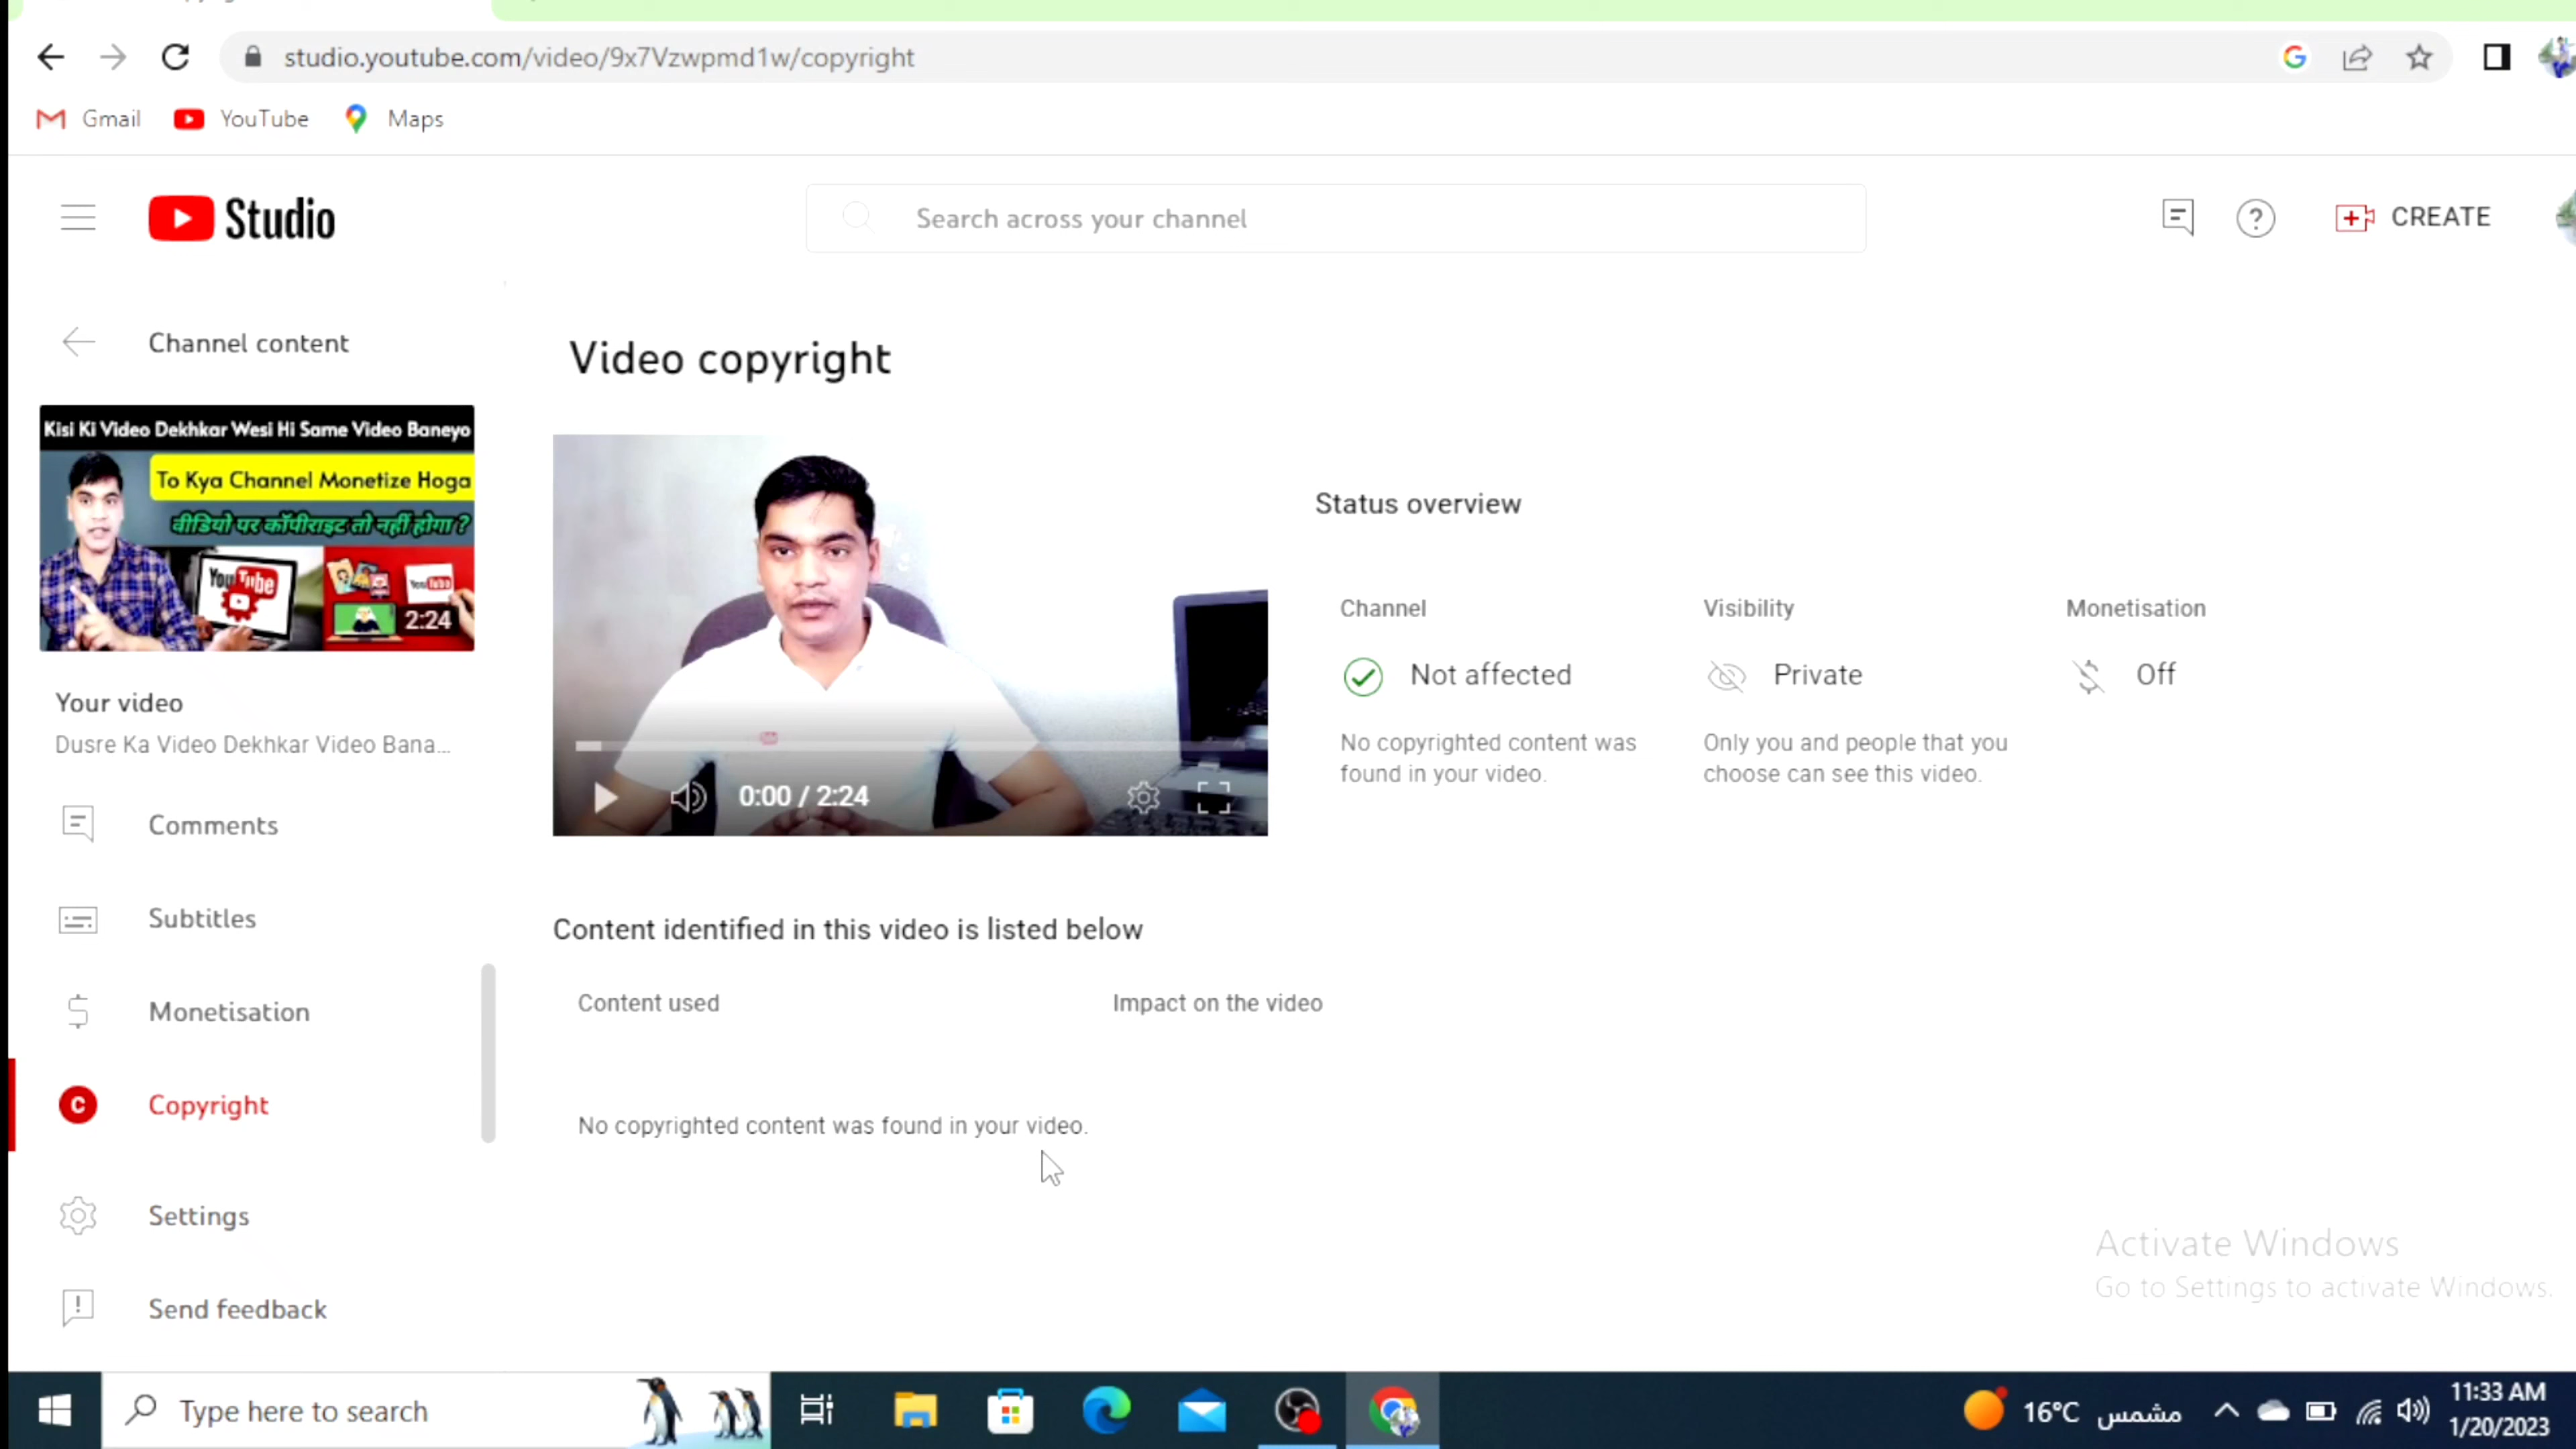 studio.youtube.com/video/9x7Vzwpmd1w/copyright
Gmail
YouTube
Maps
Studio
Search across your channel
CREATE
Channel content
Kisi Ki Video Dekhkar Wesi Hi Same Video Baneyo
To Kya Channel Monetize Hoga
वीडियो पर कॉपीराइट तो नहीं होगा ?
YouTube
YouTube
2:24
Your video
Dusre Ka Video Dekhkar Video Bana...
Comments
Subtitles
Monetisation
Copyright
Settings
Send feedback
Video copyright
0:00 / 2:24
Status overview
Channel
Not affected
No copyrighted content was
found in your video.
Visibility
Private
Only you and people that you
choose can see this video.
Monetisation
Off
Content identified in this video is listed below
Content used
Impact on the video
No copyrighted content was found in your video.
Activate Windows
Go to Settings to activate Windows.
Type here to search
16°C مشمس
11:33 AM
1/20/2023